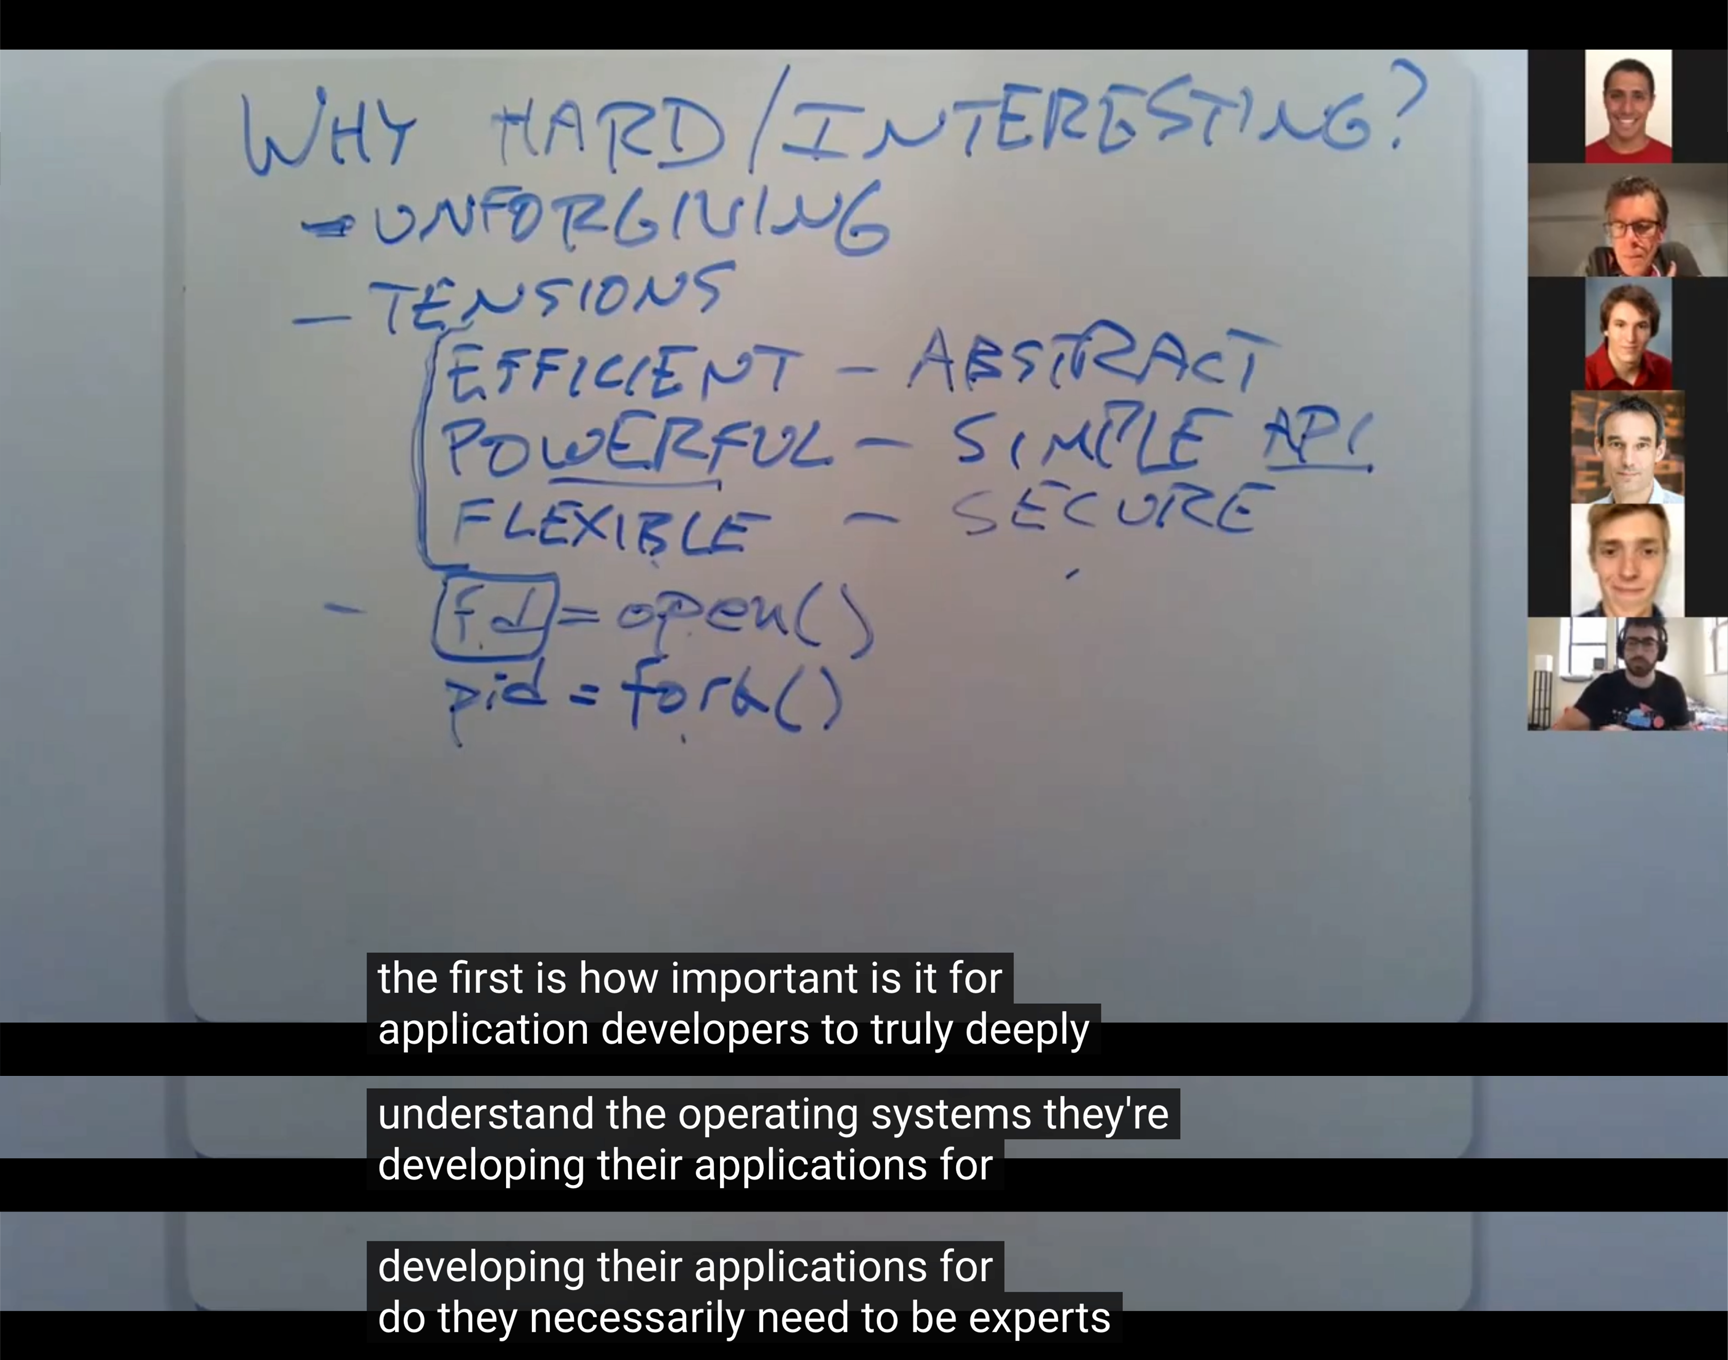 WHY HARD/INTERESTING?
- UNFORGIVING
- TENSIONS
EFFICIENT - ABSTRACT
POWERFUL - SIMPLE API
FLEXIBLE - SECURE
- fd = open()
pid = fork()
the first is how important is it for
application developers to truly deeply
understand the operating systems they're
developing their applications for
developing their applications for
do they necessarily need to be experts